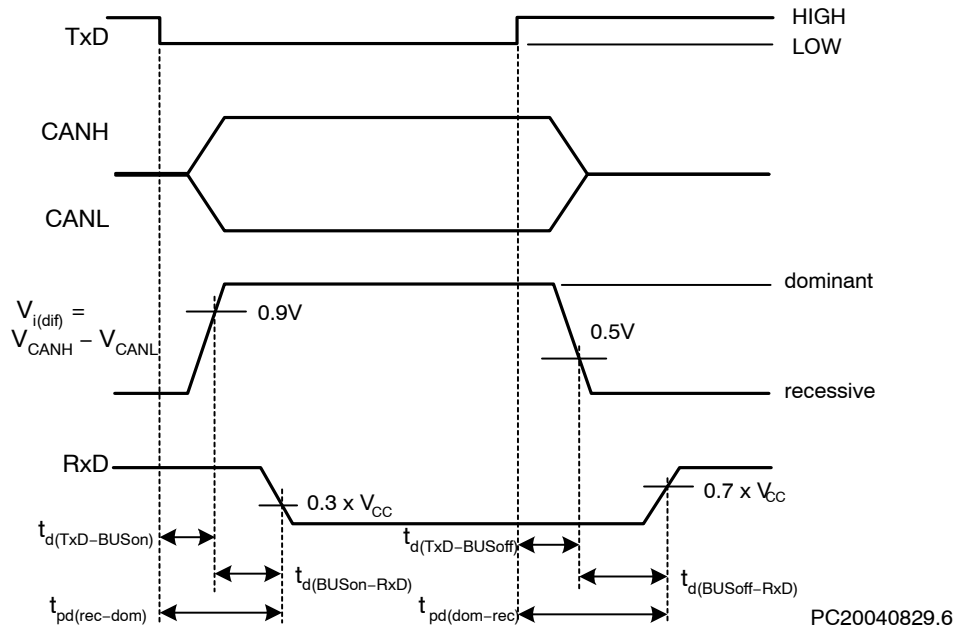 HIGH
TxD
LOW
CANH
CANL
dominant
V_i(dif) =
V_CANH − V_CANL
0.9V
0.5V
recessive
RxD
0.3 x V_CC
0.7 x V_CC
t_d(TxD−BUSon)
t_d(TxD−BUSoff)
t_d(BUSon−RxD)
t_d(BUSoff−RxD)
t_pd(rec−dom)
t_pd(dom−rec)
PC20040829.6